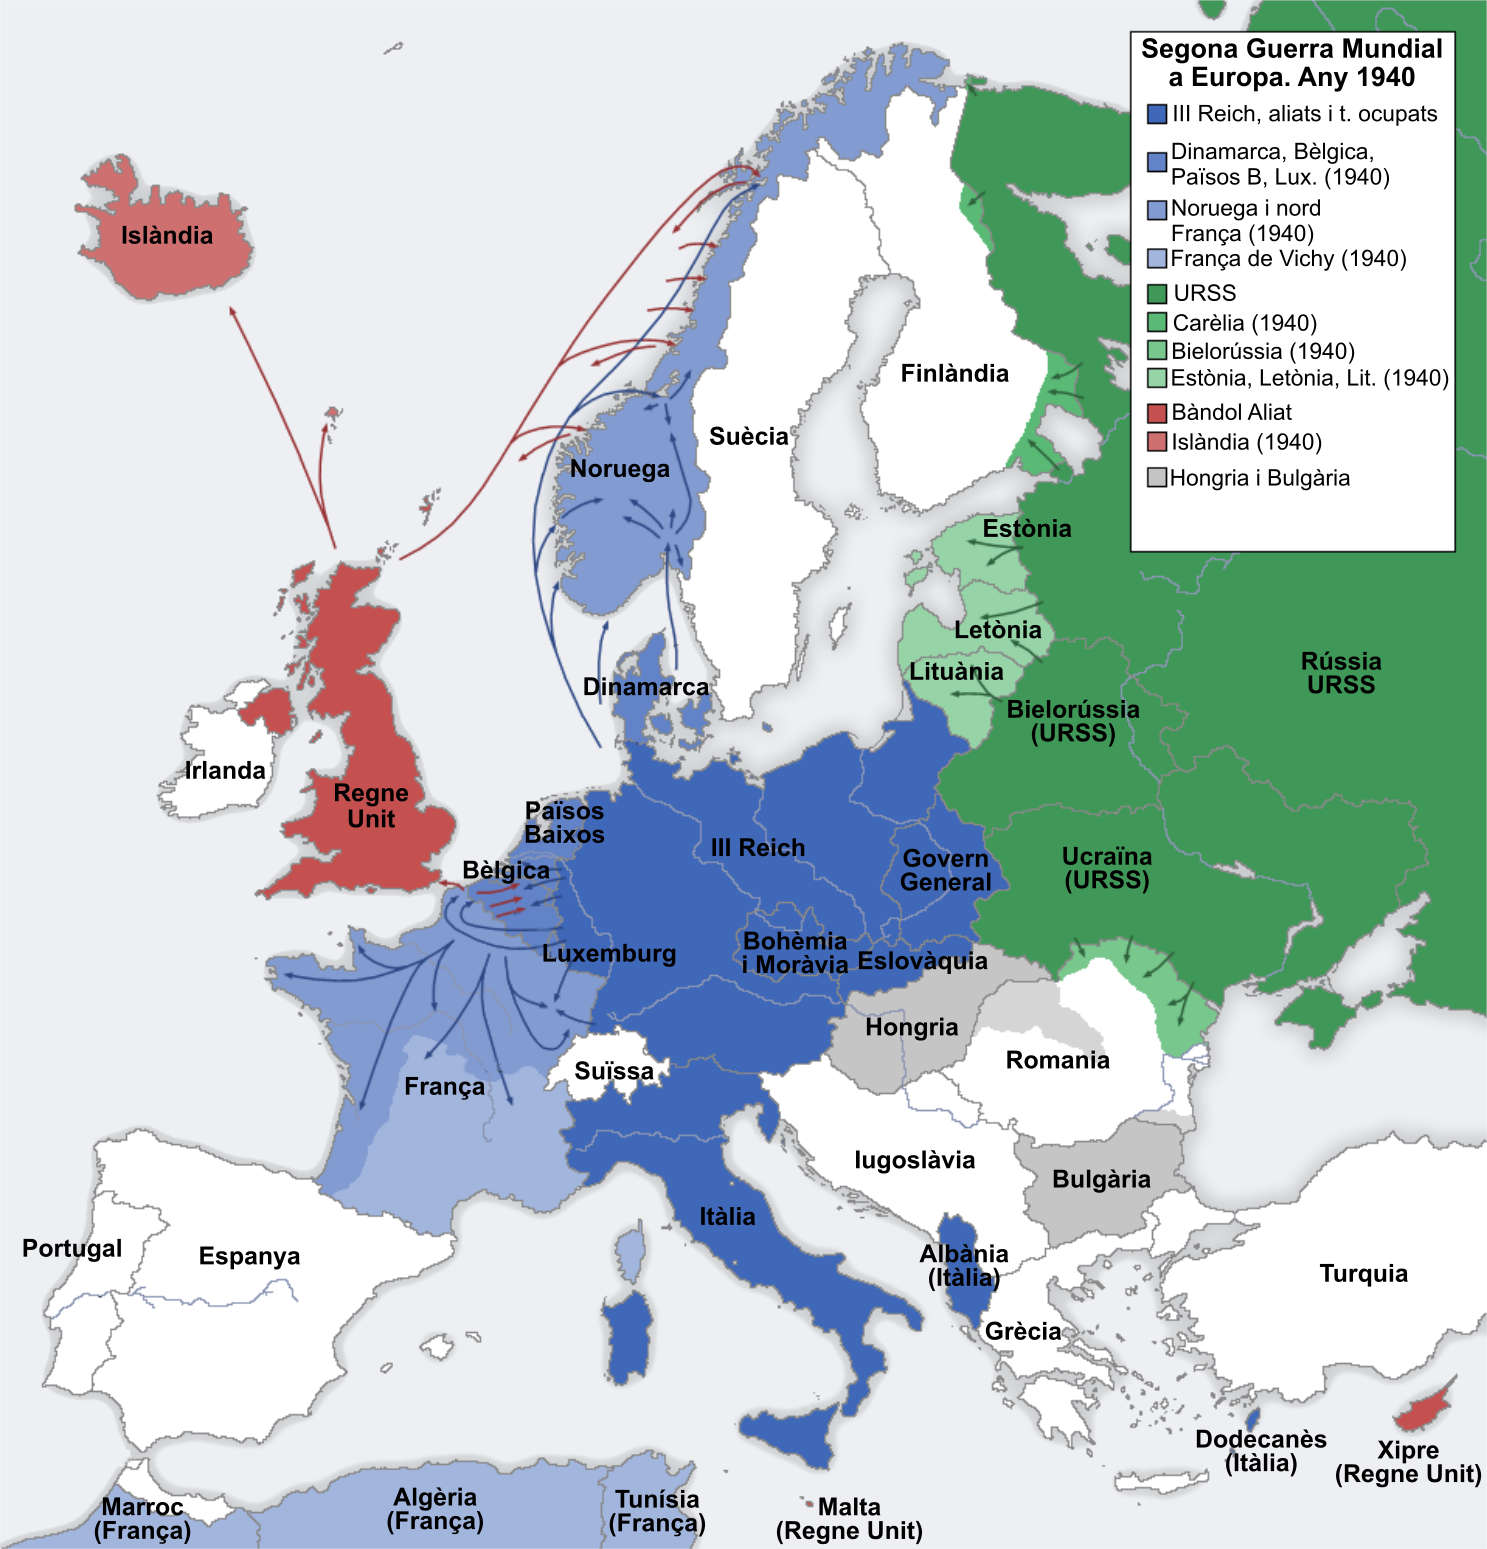 Segona Guerra Mundial
a Europa. Any 1940
III Reich, aliats i t. ocupats
Dinamarca, Bèlgica,
Països B, Lux. (1940)
Noruega i nord
França (1940)
França de Vichy (1940)
URSS
Carèlia (1940)
Bielorússia (1940)
Estònia, Letònia, Lit. (1940)
Bàndol Aliat
Islàndia (1940)
Hongria i Bulgària
Islàndia
Finlàndia
Suècia
Noruega
Estònia
Letònia
Lituània
Rússia
URSS
Dinamarca
Bielorússia
(URSS)
Irlanda
Regne
Unit
Països
Baixos
III Reich
Govern
General
Ucraïna
(URSS)
Bèlgica
Luxemburg
Bohèmia
i Moràvia
Eslovàquia
Hongria
Romania
Suïssa
França
Iugoslàvia
Bulgària
Itàlia
Portugal
Espanya
Albània
(Itàlia)
Turquia
Grècia
Dodecanès
(Itàlia)
Xipre
(Regne Unit)
Marroc
(França)
Algèria
(França)
Tunísia
(França)
Malta
(Regne Unit)